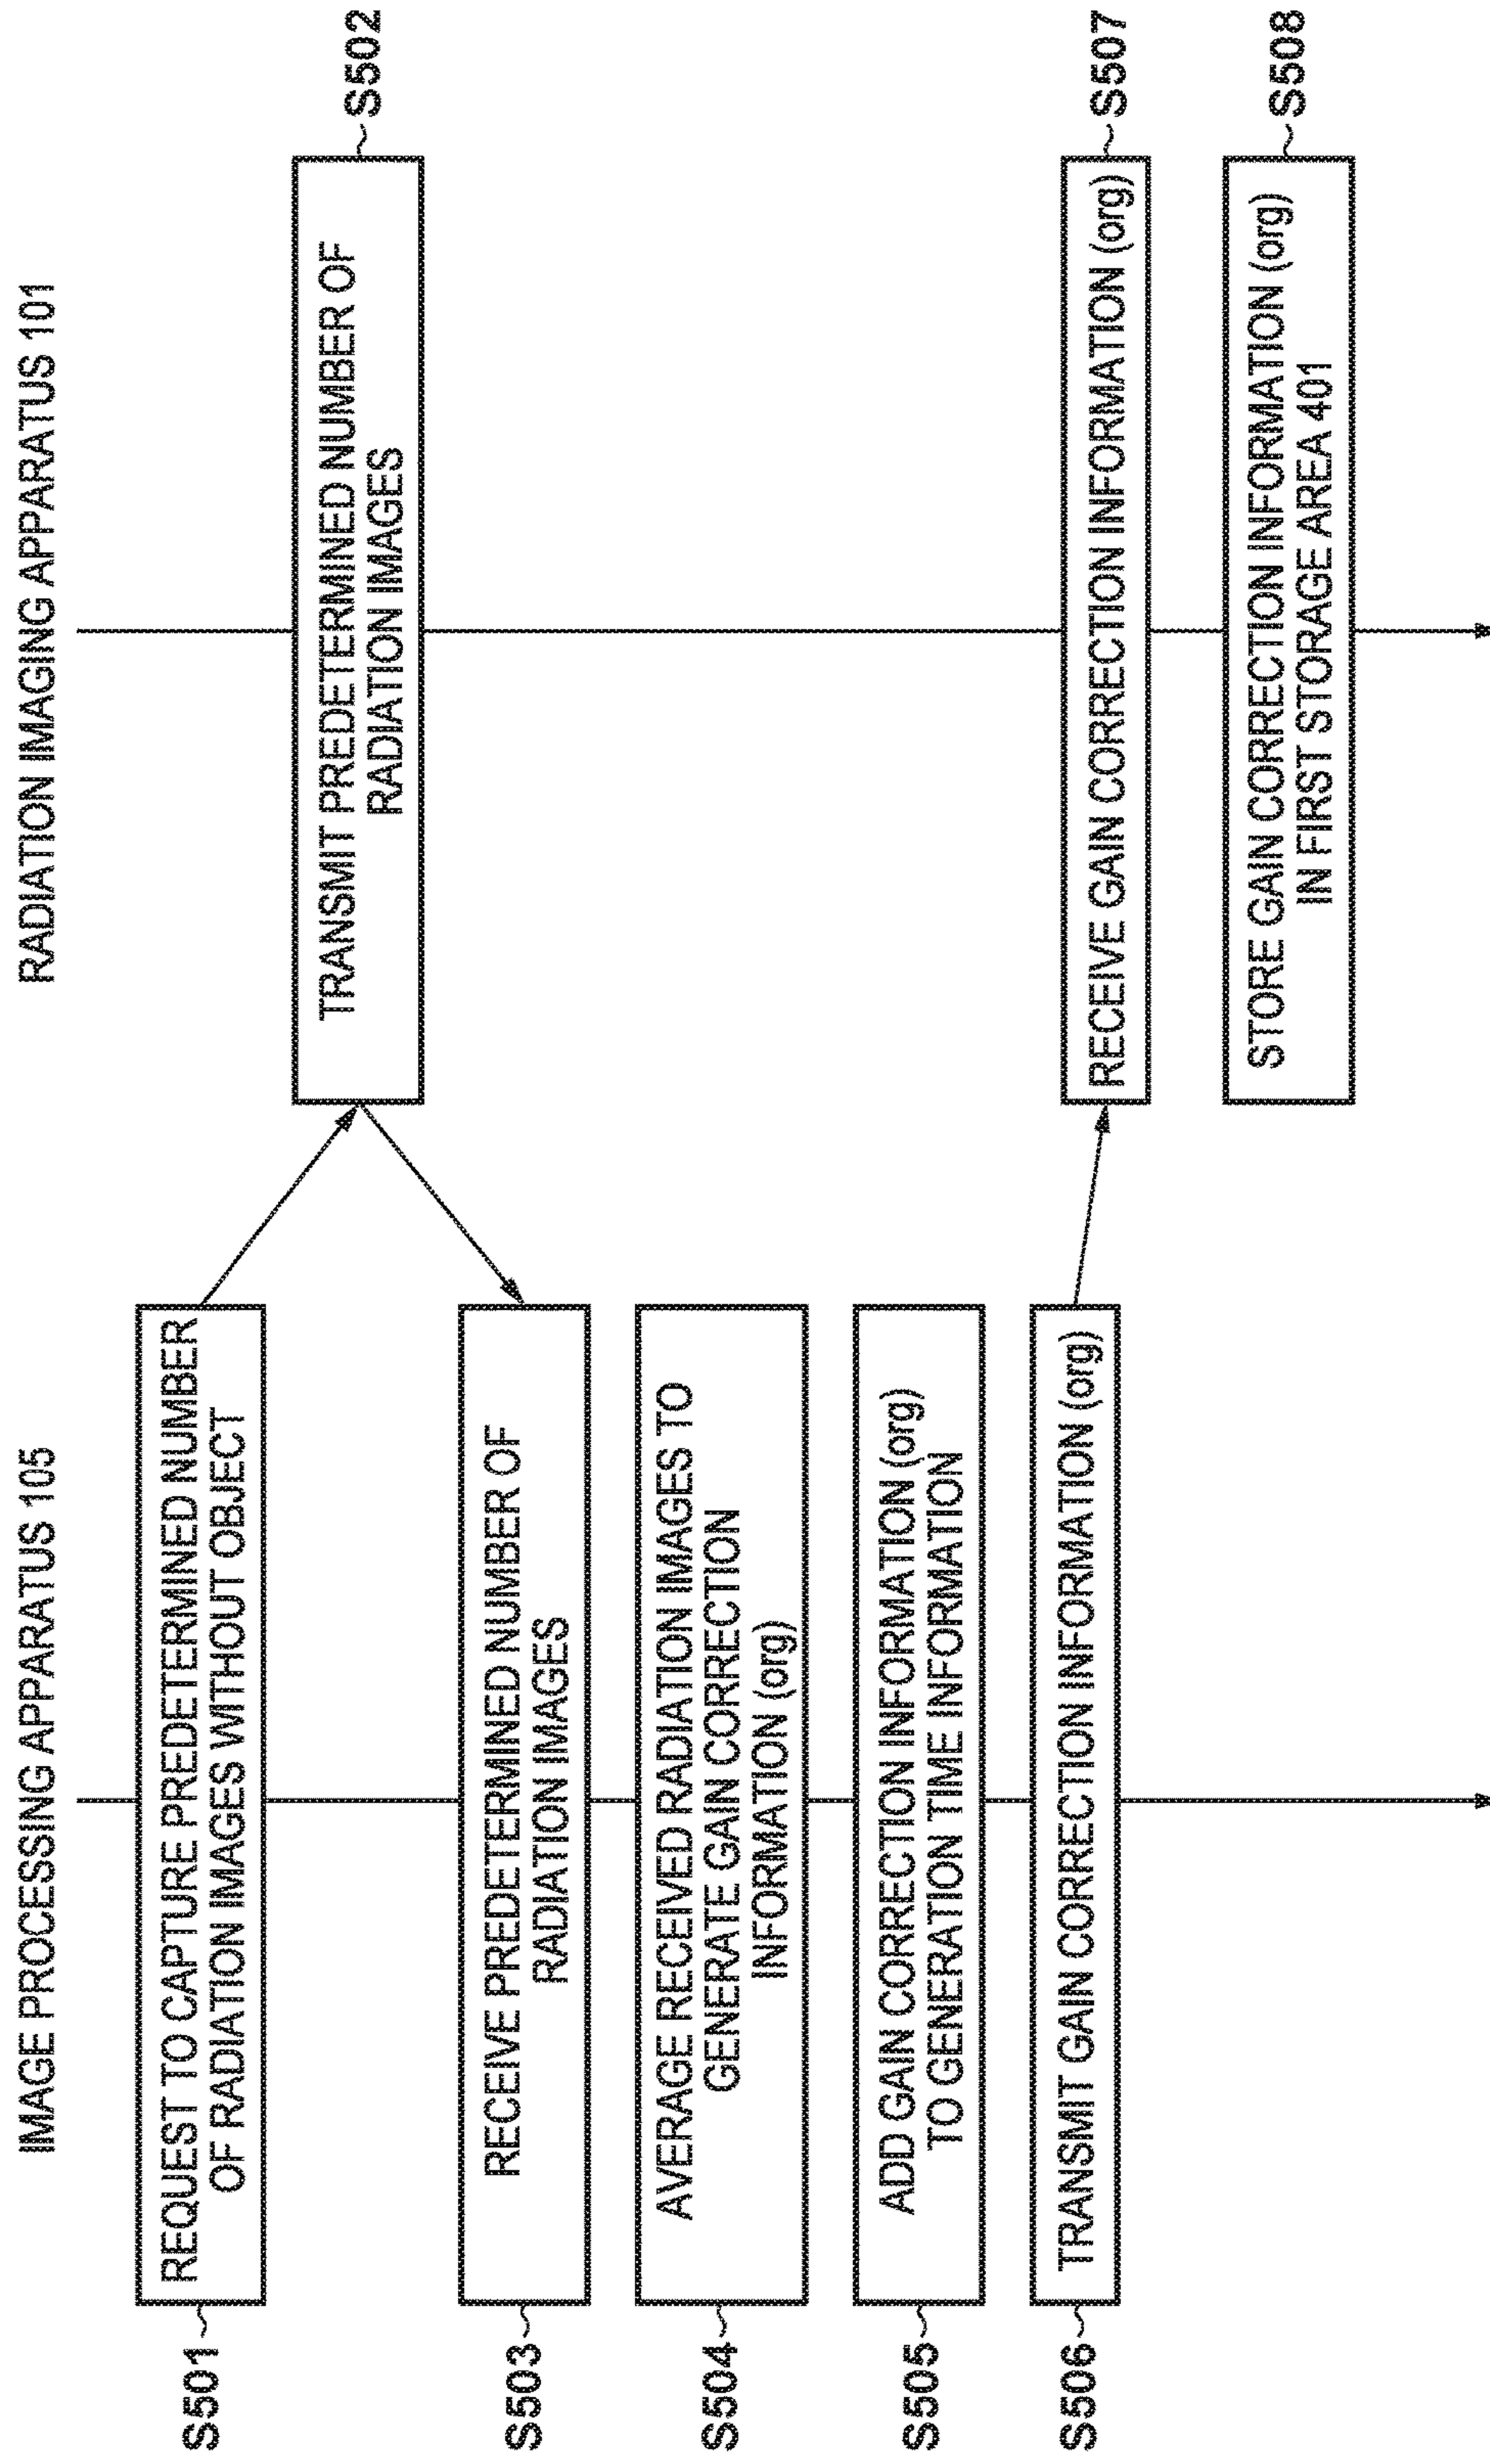 IMAGE PROCESSING APPARATUS 105
RADIATION IMAGING APPARATUS 101
S501
REQUEST TO CAPTURE PREDETERMINED NUMBER
OF RADIATION IMAGES WITHOUT OBJECT
TRANSMIT PREDETERMINED NUMBER OF
RADIATION IMAGES
S502
S503
RECEIVE PREDETERMINED NUMBER OF
RADIATION IMAGES
S504
AVERAGE RECEIVED RADIATION IMAGES TO
GENERATE GAIN CORRECTION
INFORMATION (org)
S505
ADD GAIN CORRECTION INFORMATION (org)
TO GENERATION TIME INFORMATION
S506
TRANSMIT GAIN CORRECTION INFORMATION (org)
RECEIVE GAIN CORRECTION INFORMATION (org)
S507
STORE GAIN CORRECTION INFORMATION (org)
IN FIRST STORAGE AREA 401
S508